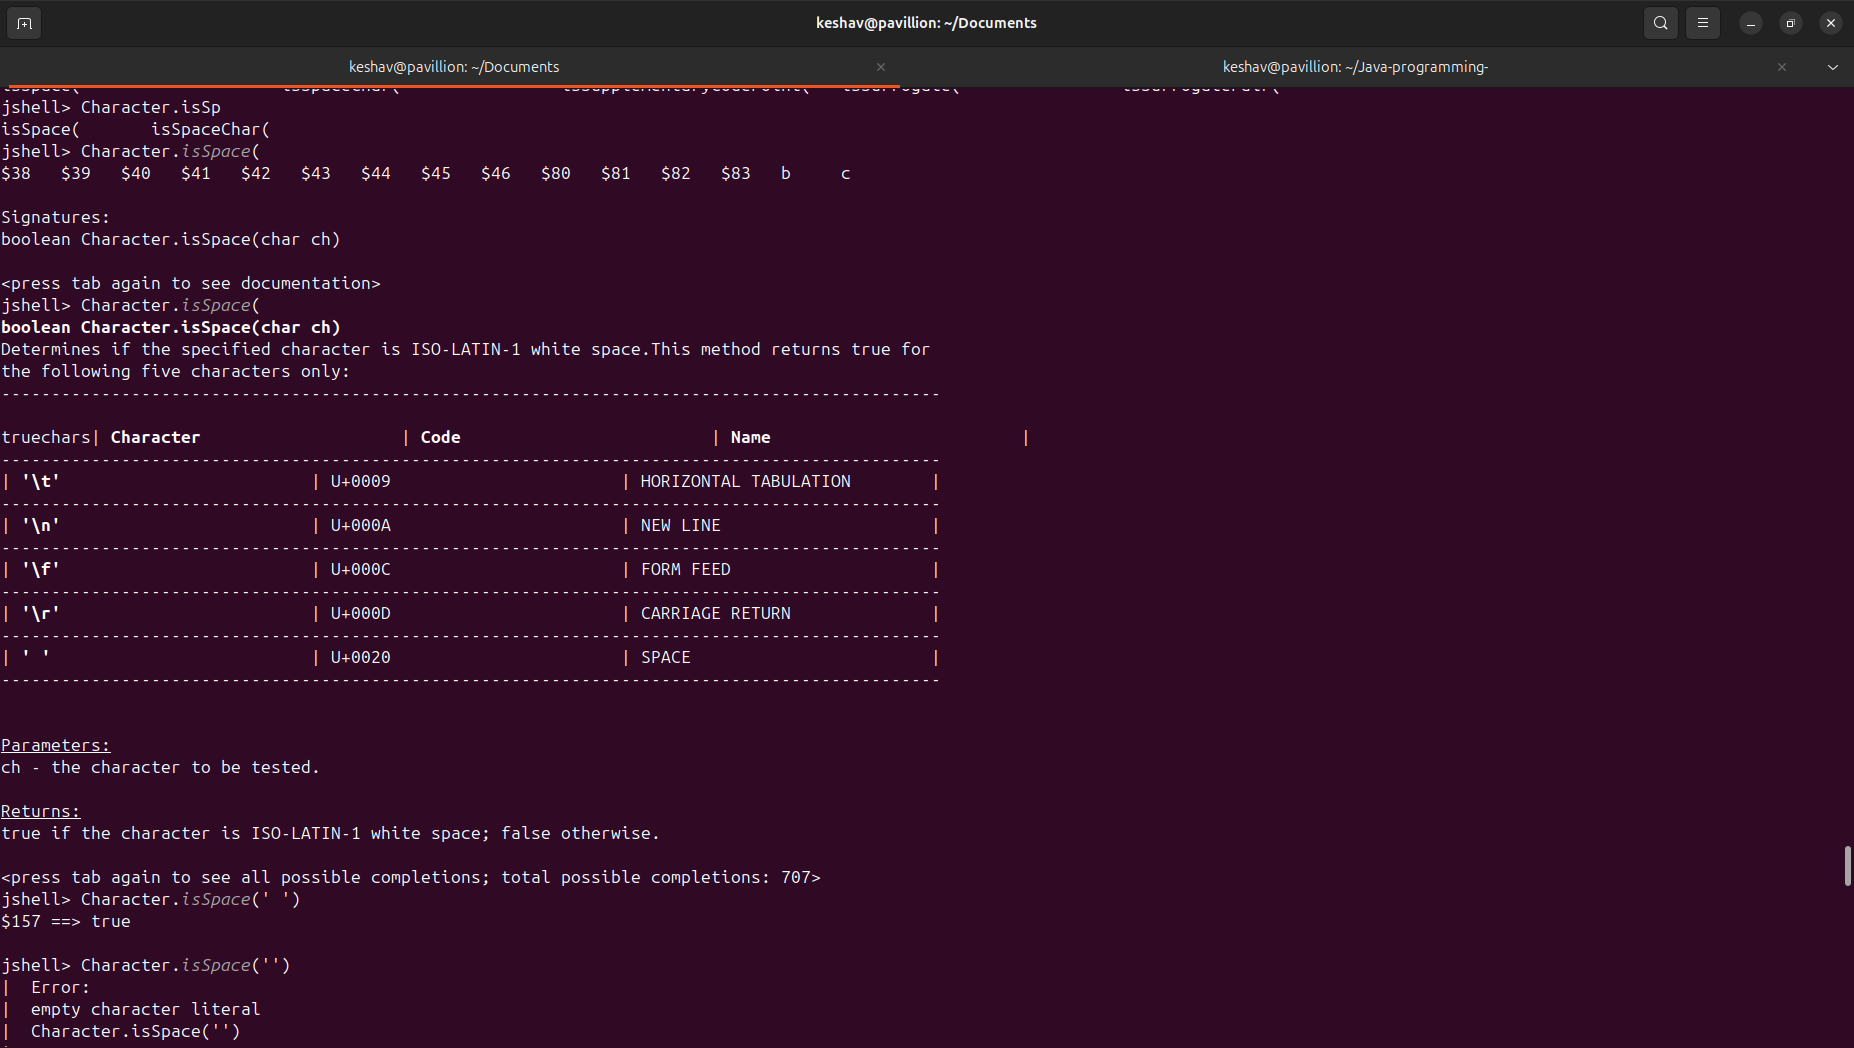 keshav@pavillion: ~/Documents
keshav@pavillion: ~/Documents
keshav@pavillion: ~/Java-programming-
jshell> Character.isSp
isSpace(       isSpaceChar(
jshell> Character.isSpace(
$38   $39   $40   $41   $42   $43   $44   $45   $46   $80   $81   $82   $83   b     c
Signatures:
boolean Character.isSpace(char ch)
<press tab again to see documentation>
jshell> Character.isSpace(
boolean Character.isSpace(char ch)
Determines if the specified character is ISO-LATIN-1 white space.This method returns true for
the following five characters only:
----------------------------------------------------------------------------------------------
truechars| Character                    | Code                         | Name                         |
----------------------------------------------------------------------------------------------
| '\t'                         | U+0009                       | HORIZONTAL TABULATION        |
----------------------------------------------------------------------------------------------
| '\n'                         | U+000A                       | NEW LINE                     |
----------------------------------------------------------------------------------------------
| '\f'                         | U+000C                       | FORM FEED                    |
----------------------------------------------------------------------------------------------
| '\r'                         | U+000D                       | CARRIAGE RETURN              |
----------------------------------------------------------------------------------------------
| ' '                          | U+0020                       | SPACE                        |
----------------------------------------------------------------------------------------------
Parameters:
ch - the character to be tested.
Returns:
true if the character is ISO-LATIN-1 white space; false otherwise.
<press tab again to see all possible completions; total possible completions: 707>
jshell> Character.isSpace(' ')
$157 ==> true
jshell> Character.isSpace('')
|  Error:
|  empty character literal
|  Character.isSpace('')